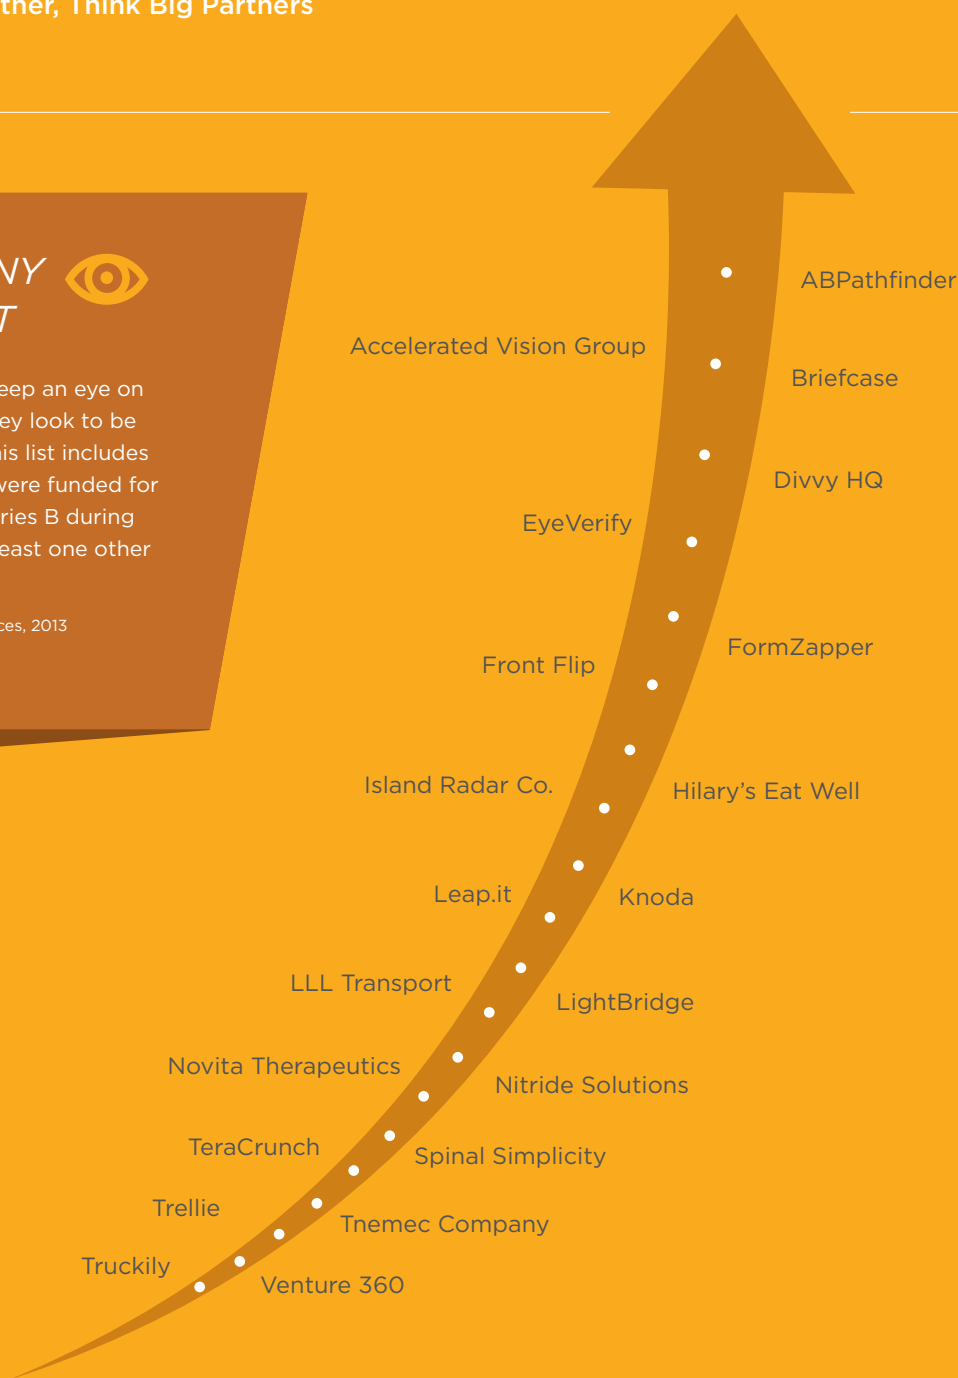 ther, Think Big Partners
NY
T
eep an eye on
ey look to be
is list includes
were funded for
ries B during
east one other
ces, 2013
ABPathfinder
Accelerated Vision Group
Briefcase
Divvy HQ
EyeVerify
FormZapper
Front Flip
Island Radar Co.
Hilary’s Eat Well
Leap.it
Knoda
LLL Transport
LightBridge
Novita Therapeutics
Nitride Solutions
TeraCrunch
Spinal Simplicity
Trellie
Tnemec Company
Truckily
Venture 360